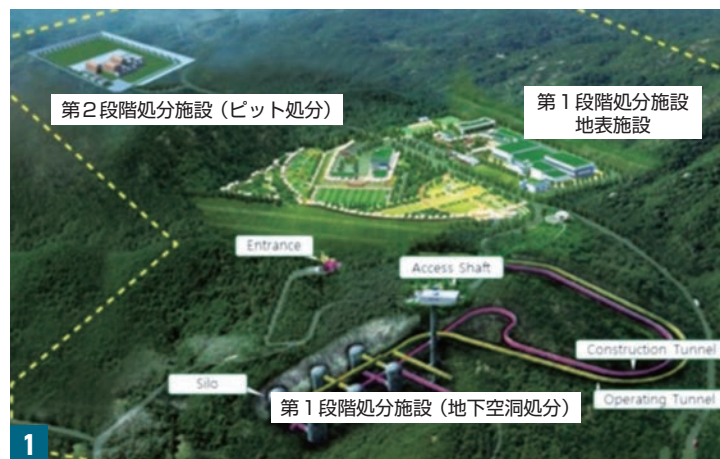 第2段階処分施設（ピット処分）
第１段階処分施設
地表施設
Entrance
Access Shaft
Construction Tunnel
Silo
Operating Tunnel
第１段階処分施設（地下空洞処分）
1